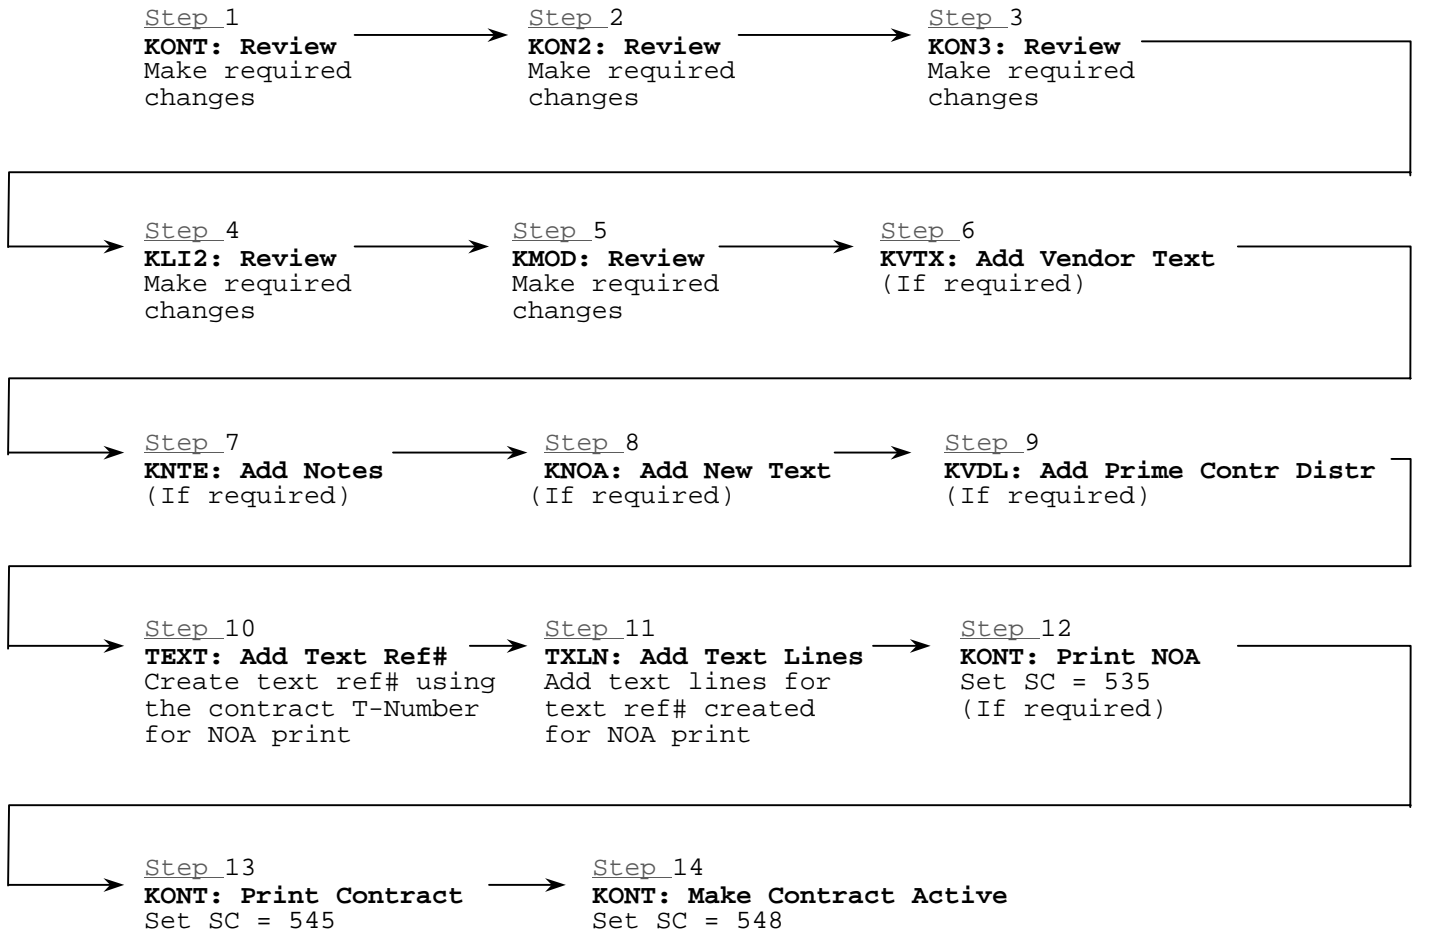 Step 1
KONT: Review
Make required
changes
Step 2
KON2: Review
Make required
changes
Step 3
KON3: Review
Make required
changes
Step 4
KLI2: Review
Make required
changes
Step 5
KMOD: Review
Make required
changes
Step 6
KVTX: Add Vendor Text
(If required)
Step 7
KNTE: Add Notes
(If required)
Step 8
KNOA: Add New Text
(If required)
Step 9
KVDL: Add Prime Contr Distr
(If required)
Step 10
TEXT: Add Text Ref#
Create text ref# using
the contract T-Number
for NOA print
Step 11
TXLN: Add Text Lines
Add text lines for
text ref# created
for NOA print
Step 12
KONT: Print NOA
Set SC = 535
(If required)
Step 13
KONT: Print Contract
Set SC = 545
Step 14
KONT: Make Contract Active
Set SC = 548